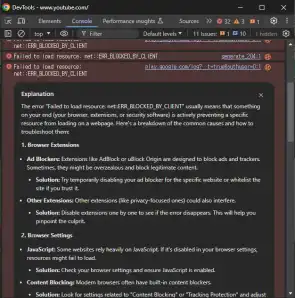 DevTools - www.youtube.com/
Elements Console Performance insights Sources 32 3 1
top Filter Default levels 11 Issues: 1 10 1 hidden
net::ERR_BLOCKED_BY_CLIENT
Failed to load resource: net::ERR_BLOCKED_BY_CLIENT generate_204:1
Failed to load resource: play.google.com/log?
net::ERR_BLOCKED_BY_CLIENT
Explanation
The error "Failed to load resource: net::ERR_BLOCKED_BY_CLIENT" usually means that something
on your end (your browser, extensions, or security software) is actively preventing a specific
resource from loading on a webpage. Here's a breakdown of the common causes and how to
troubleshoot them:
1. Browser Extensions
• Ad Blockers: Extensions like AdBlock or uBlock Origin are designed to block ads and trackers.
Sometimes, they might be overzealous and block legitimate content.
• Solution: Try temporarily disabling your ad blocker for the specific website or whitelist the
site if you trust it.
• Other Extensions: Other extensions (like privacy-focused ones) could also interfere.
• Solution: Disable extensions one by one to see if the error disappears. This will help you
pinpoint the culprit.
2. Browser Settings
• JavaScript: Some websites rely heavily on JavaScript. If it's disabled in your browser settings,
resources might fail to load.
• Solution: Check your browser settings and ensure JavaScript is enabled.
• Content Blocking: Modern browsers often have built-in content blockers.
• Solution: Look for settings related to "Content Blocking" or "Tracking Protection" and adjust